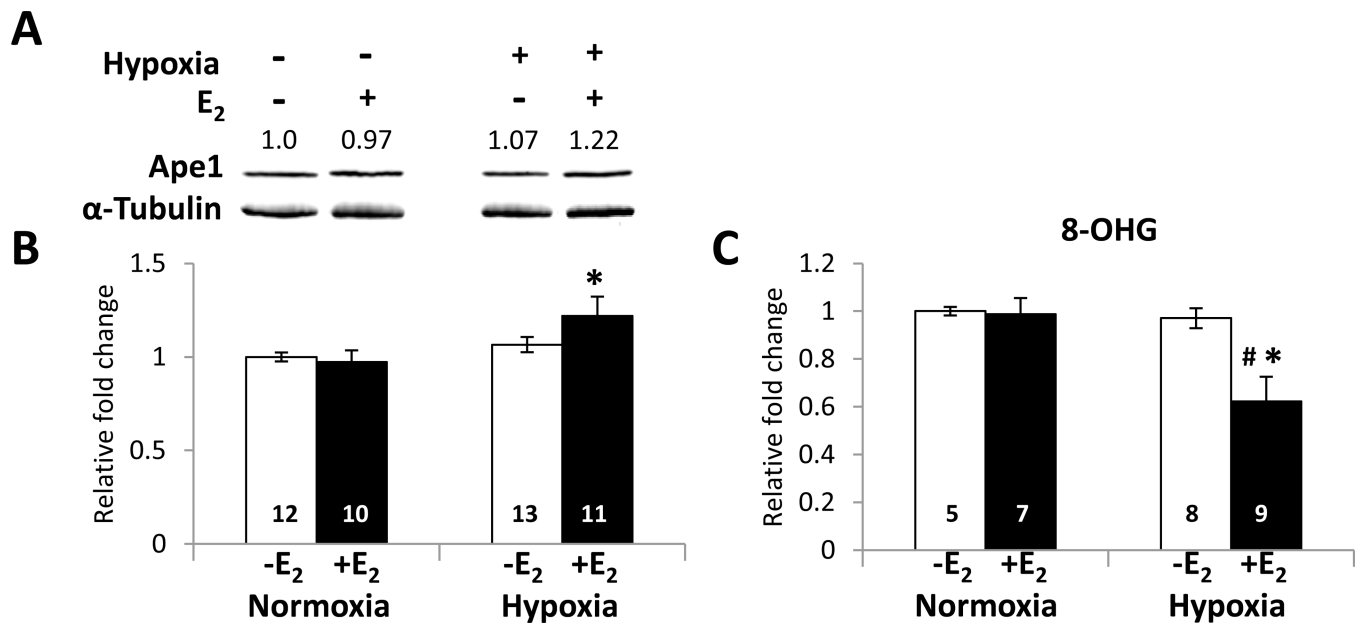 A
Hypoxia - - + +
E₂ - + - +
1.0 0.97 1.07 1.22
Ape1
α-Tubulin
B
Relative fold change
1.5
1
0.5
0
*
12 10 13 11
-E₂ +E₂ -E₂ +E₂
Normoxia Hypoxia
C
8-OHG
Relative fold change
1.2
1
0.8
0.6
0.4
0.2
0
# *
5 7 8 9
-E₂ +E₂ -E₂ +E₂
Normoxia Hypoxia